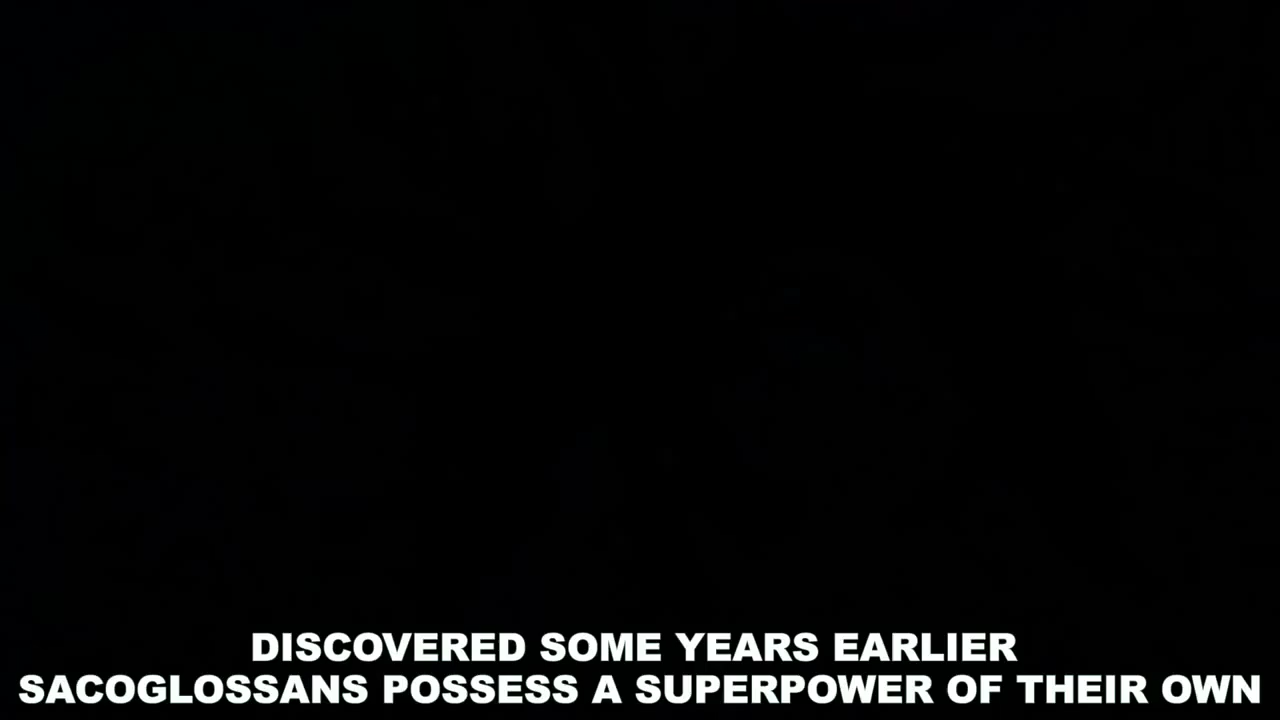 DISCOVERED SOME YEARS EARLIER
SACOGLOSSANS POSSESS A SUPERPOWER OF THEIR OWN